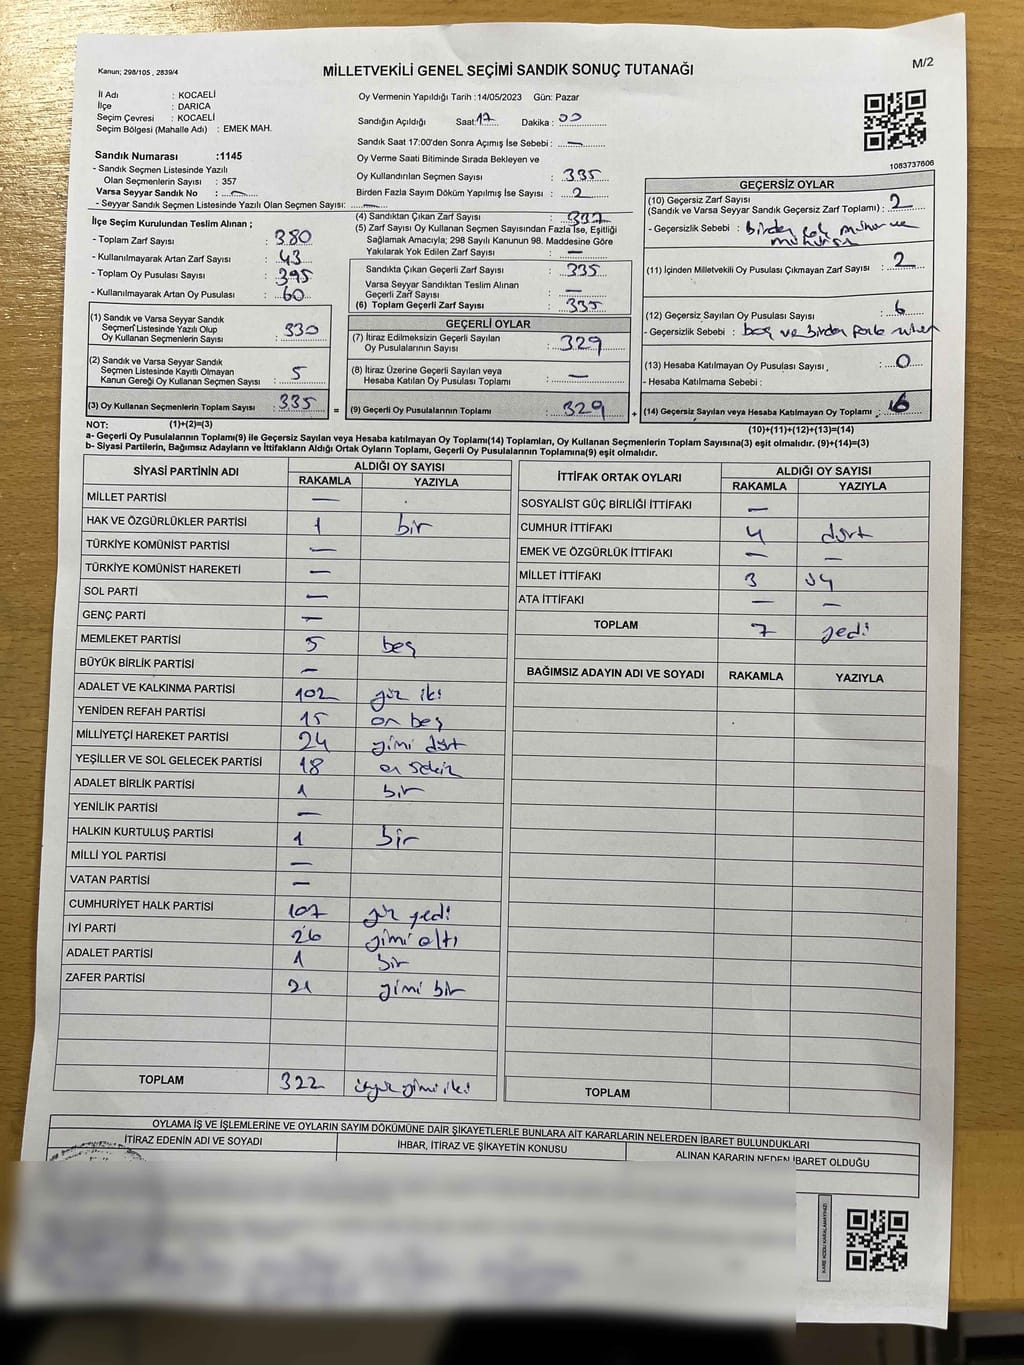 M/2
Kanun; 298/105 , 2839/4
MİLLETVEKİLİ GENEL SEÇİMİ SANDIK SONUÇ TUTANAĞI
İl Adı : KOCAELİ
İlçe : DARICA
Seçim Çevresi : KOCAELİ
Seçim Bölgesi (Mahalle Adı) : EMEK MAH.
Sandık Numarası :1145
- Sandık Seçmen Listesinde Yazılı
Olan Seçmenlerin Sayısı : 357
Varsa Seyyar Sandık No : —
- Seyyar Sandık Seçmen Listesinde Yazılı Olan Seçmen Sayısı: —
Oy Vermenin Yapıldığı Tarih :14/05/2023 Gün: Pazar
Sandığın Açıldığı Saat: 17 Dakika : 00
Sandık Saat 17:00'den Sonra Açımış İse Sebebi : —
Oy Verme Saati Bitiminde Sırada Bekleyen ve
Oy Kullandırılan Seçmen Sayısı : 335
Birden Fazla Sayım Döküm Yapılmış İse Sayısı : 2
1083737606
İlçe Seçim Kurulundan Teslim Alınan ;
- Toplam Zarf Sayısı : 380
- Kullanılmayarak Artan Zarf Sayısı : 43
- Toplam Oy Pusulası Sayısı : 395
- Kullanılmayarak Artan Oy Pusulası : 60
(1) Sandık ve Varsa Seyyar Sandık
Seçmen Listesinde Yazılı Olup
Oy Kullanan Seçmenlerin Sayısı : 330
(2) Sandık ve Varsa Seyyar Sandık
Seçmen Listesinde Kayıtlı Olmayan
Kanun Gereği Oy Kullanan Seçmen Sayısı : 5
(3) Oy Kullanan Seçmenlerin Toplam Sayısı : 335
(4) Sandıktan Çıkan Zarf Sayısı : 337
(5) Zarf Sayısı Oy Kullanan Seçmen Sayısından Fazla İse, Eşitliği
Sağlamak Amacıyla; 298 Sayılı Kanunun 98. Maddesine Göre
Yakılarak Yok Edilen Zarf Sayısı : —
Sandıkta Çıkan Geçerli Zarf Sayısı : 335
Varsa Seyyar Sandıktan Teslim Alınan
Geçerli Zarf Sayısı : —
(6) Toplam Geçerli Zarf Sayısı : 335
GEÇERLİ OYLAR
(7) İtiraz Edilmeksizin Geçerli Sayılan
Oy Pusulalarının Sayısı : 329
(8) İtiraz Üzerine Geçerli Sayılan veya
Hesaba Katılan Oy Pusulası Toplamı : —
= (9) Geçerli Oy Pusulalarının Toplamı : 329 +
GEÇERSİZ OYLAR
(10) Geçersiz Zarf Sayısı
(Sandık ve Varsa Seyyar Sandık Geçersiz Zarf Toplamı) : 2
- Geçersizlik Sebebi : birden çok
(11) İçinden Milletvekili Oy Pusulası Çıkmayan Zarf Sayısı : 2
(12) Geçersiz Sayılan Oy Pusulası Sayısı : 6
- Geçersizlik Sebebi : boş ve birden fazla
(13) Hesaba Katılmayan Oy Pusulası Sayısı : 0
- Hesaba Katılmama Sebebi :
(14) Geçersiz Sayılan veya Hesaba Katılmayan Oy Toplamı : 6
NOT: (1)+(2)=(3) (10)+(11)+(12)+(13)=(14)
a- Geçerli Oy Pusulalarının Toplamı(9) ile Geçersiz Sayılan veya Hesaba katılmayan Oy Toplamı(14) Toplamları, Oy Kullanan Seçmenlerin Toplam Sayısına(3) eşit olmalıdır. (9)+(14)=(3)
b- Siyasi Partilerin, Bağımsız Adayların ve İttifakların Aldığı Ortak Oyların Toplamı, Geçerli Oy Pusulalarının Toplamına(9) eşit olmalıdır.
SİYASİ PARTİNİN ADI ALDIĞI OY SAYISI
RAKAMLA YAZIYLA
MİLLET PARTİSİ —
HAK VE ÖZGÜRLÜKLER PARTİSİ 1 bir
TÜRKİYE KOMÜNİST PARTİSİ —
TÜRKİYE KOMÜNİST HAREKETİ —
SOL PARTİ —
GENÇ PARTİ —
MEMLEKET PARTİSİ 5 beş
BÜYÜK BİRLİK PARTİSİ —
ADALET VE KALKINMA PARTİSİ 102 yüz iki
YENİDEN REFAH PARTİSİ 15 on beş
MİLLİYETÇİ HAREKET PARTİSİ 24 yirmi dört
YEŞİLLER VE SOL GELECEK PARTİSİ 18 on sekiz
ADALET BİRLİK PARTİSİ 1 bir
YENİLİK PARTİSİ —
HALKIN KURTULUŞ PARTİSİ 1 bir
MİLLİ YOL PARTİSİ —
VATAN PARTİSİ —
CUMHURİYET HALK PARTİSİ 107 yüz yedi
İYİ PARTİ 26 yirmi altı
ADALET PARTİSİ 1 bir
ZAFER PARTİSİ 21 yirmi bir
TOPLAM 322 üçyüz yirmi iki
İTTİFAK ORTAK OYLARI ALDIĞI OY SAYISI
RAKAMLA YAZIYLA
SOSYALİST GÜÇ BİRLİĞİ İTTİFAKI —
CUMHUR İTTİFAKI 4 dört
EMEK VE ÖZGÜRLÜK İTTİFAKI — —
MİLLET İTTİFAKI 3 üç
ATA İTTİFAKI — —
TOPLAM 7 yedi
BAĞIMSIZ ADAYIN ADI VE SOYADI RAKAMLA YAZIYLA
TOPLAM
OYLAMA İŞ VE İŞLEMLERİNE VE OYLARIN SAYIM DÖKÜMÜNE DAİR ŞİKAYETLERLE BUNLARA AİT KARARLARIN NELERDEN İBARET BULUNDUKLARI
İTİRAZ EDENİN ADI VE SOYADI İHBAR, İTİRAZ VE ŞİKAYETİN KONUSU ALINAN KARARIN NEDEN İBARET OLDUĞU
KARE KODU KARALAMAYINIZ!